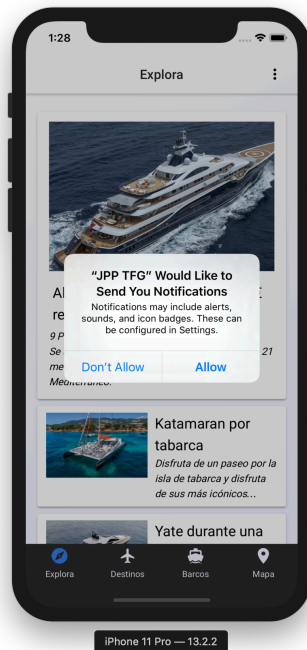 1:28
Explora
"JPP TFG" Would Like to
Send You Notifications
Notifications may include alerts,
sounds, and icon badges. These can
be configured in Settings.
Don't Allow
Allow
re
9 P
Se
21
me
Mediterráneo.
Katamaran por
tabarca
Disfruta de un paseo por la
isla de tabarca y disfruta
de sus más icónicos...
Yate durante una
Explora
Destinos
Barcos
Mapa
iPhone 11 Pro — 13.2.2